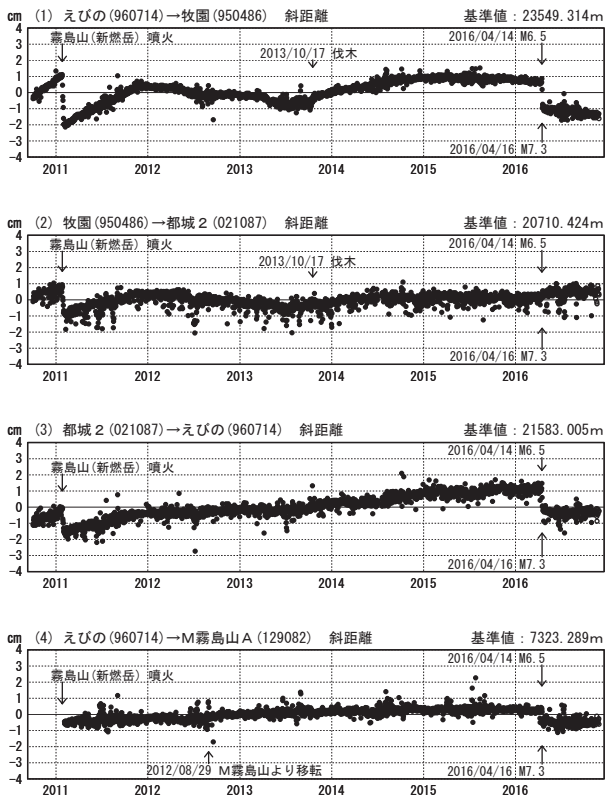 (1) えびの(960714)→牧園(950486) 斜距離 基準値：23549.314m
cm
4
3
2
1
0
-1
-2
-3
-4
霧島山(新燃岳) 噴火
2013/10/17 伐木
2016/04/14 M6.5
2016/04/16 M7.3
2011 2012 2013 2014 2015 2016
(2) 牧園(950486)→都城２(021087) 斜距離 基準値：20710.424m
cm
4
3
2
1
0
-1
-2
-3
-4
霧島山(新燃岳) 噴火
2013/10/17 伐木
2016/04/14 M6.5
2016/04/16 M7.3
2011 2012 2013 2014 2015 2016
(3) 都城２(021087)→えびの(960714) 斜距離 基準値：21583.005m
cm
4
3
2
1
0
-1
-2
-3
-4
霧島山(新燃岳) 噴火
2016/04/14 M6.5
2016/04/16 M7.3
2011 2012 2013 2014 2015 2016
(4) えびの(960714)→Ｍ霧島山Ａ(129082) 斜距離 基準値：7323.289m
cm
4
3
2
1
0
-1
-2
-3
-4
霧島山(新燃岳) 噴火
2016/04/14 M6.5
2012/08/29 Ｍ霧島山より移転
2016/04/16 M7.3
2011 2012 2013 2014 2015 2016